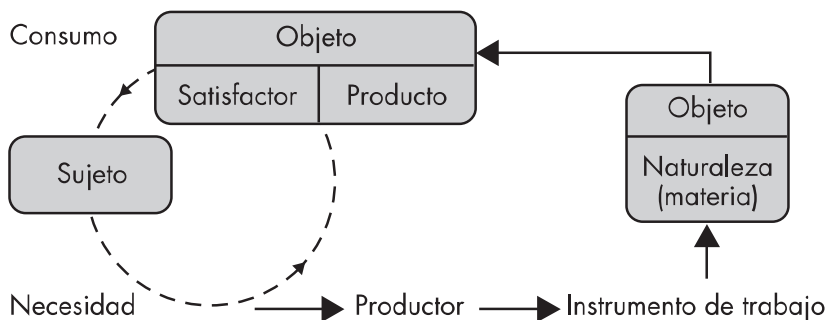 Consumo
Objeto
Satisfactor
Producto
Objeto
Naturaleza
(materia)
Sujeto
Necesidad
Productor
Instrumento de trabajo